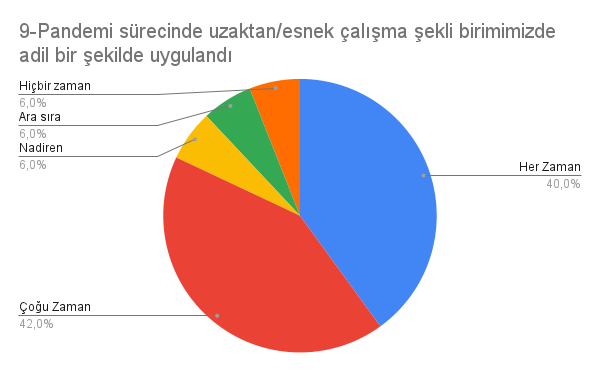 9-Pandemi sürecinde uzaktan/esnek çalışma şekli birimimizde
adil bir şekilde uygulandı
Hiçbir zaman
6,0%
Ara sıra
6,0%
Nadiren
6,0%
Her Zaman
40,0%
Çoğu Zaman
42,0%